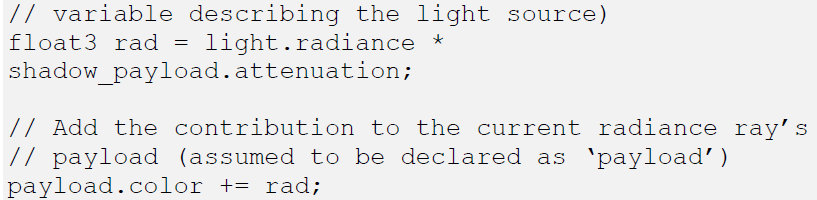 // variable describing the light source)
float3 rad = light.radiance *
shadow_payload.attenuation;
// Add the contribution to the current radiance ray’s
// payload (assumed to be declared as ‘payload’)
payload.color += rad;